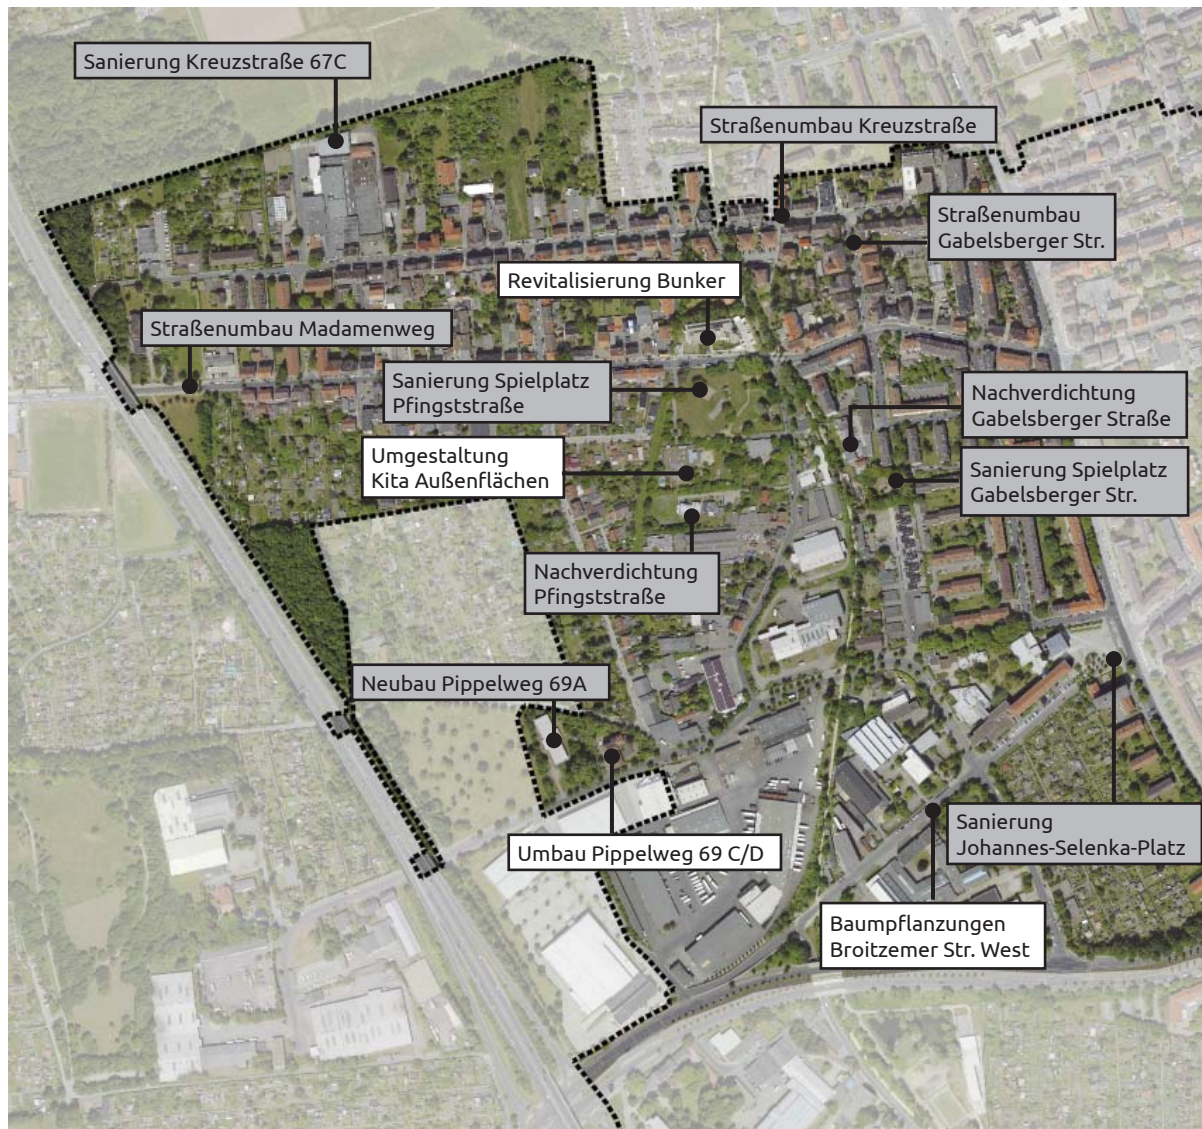 Sanierung Kreuzstraße 67C
Straßenumbau Kreuzstraße
Straßenumbau
Gabelsberger Str.
Revitalisierung Bunker
Straßenumbau Madamenweg
Sanierung Spielplatz
Pfingststraße
Nachverdichtung
Gabelsberger Straße
Umgestaltung
Kita Außenflächen
Sanierung Spielplatz
Gabelsberger Str.
Nachverdichtung
Pfingststraße
Neubau Pippelweg 69A
Umbau Pippelweg 69 C/D
Sanierung
Johannes-Selenka-Platz
Baumpflanzungen
Broitzemer Str. West